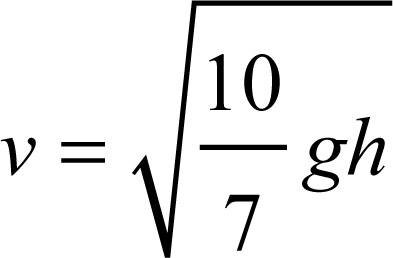 v = √(10/7 gh)